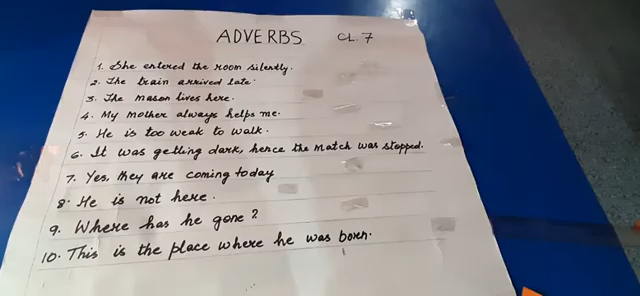 ADVERBS CL. 7
1. She entered the room silently.
2. The train arrived late.
3. The mason lives here.
4. My mother always helps me.
5. He is too weak to walk.
6. It was getting dark, hence the match was stopped.
7. Yes, they are coming today
8. He is not here.
9. Where has he gone?
10. This is the place where he was born.